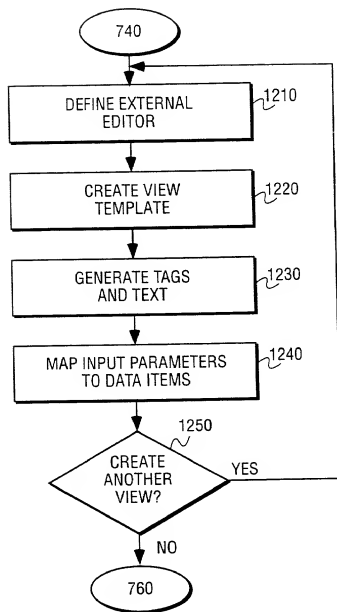 740
DEFINE EXTERNAL
EDITOR
1210
CREATE VIEW
TEMPLATE
1220
GENERATE TAGS
AND TEXT
1230
MAP INPUT PARAMETERS
TO DATA ITEMS
1240
1250
CREATE
ANOTHER
VIEW?
YES
NO
760